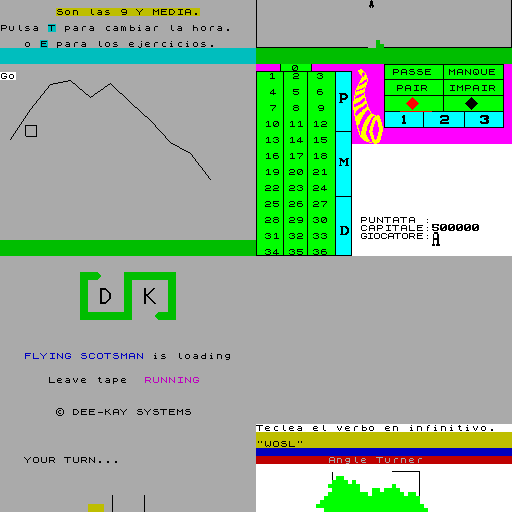 Son las 9 Y MEDIA.
Pulsa T para cambiar la hora.
o E para los ejercicios.
Go
0
1 2 3
4 5 6
7 8 9
10 11 12
13 14 15
16 17 18
19 20 21
22 23 24
25 26 27
28 29 30
31 32 33
34 35 36
P
M
D
PASSE MANQUE
PAIR IMPAIR
1 2 3
PUNTATA :
CAPITALE:500000
GIOCATORE:A
D K
FLYING SCOTSMAN is loading
Leave tape RUNNING
© DEE-KAY SYSTEMS
YOUR TURN...
Teclea el verbo en infinitivo.
"WOSL"
Angle Turner